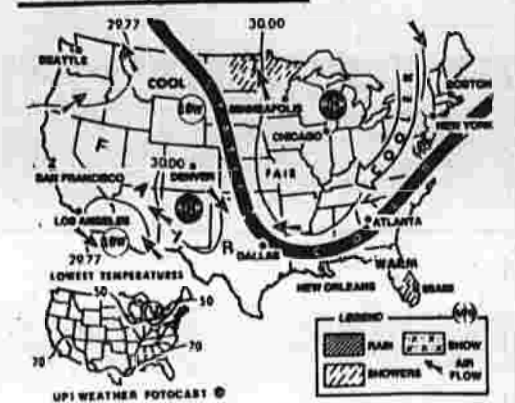 29.77
30.00
SEATTLE
COOL
LOW
BOSTON
MINNEAPOLIS
NEW YORK
COOL
CHICAGO
F
FAIR
30.00
DENVER
SAN FRANCISCO
LOS ANGELES
LOW
29.77
R
DALLAS
ATLANTA
WARM
NEW ORLEANS
MIAMI
LOWEST TEMPERATURES
50
50
70
70
LEGEND
RAIN
SNOW
SHOWERS
AIR
FLOW
UPI WEATHER FOTOCAST ©